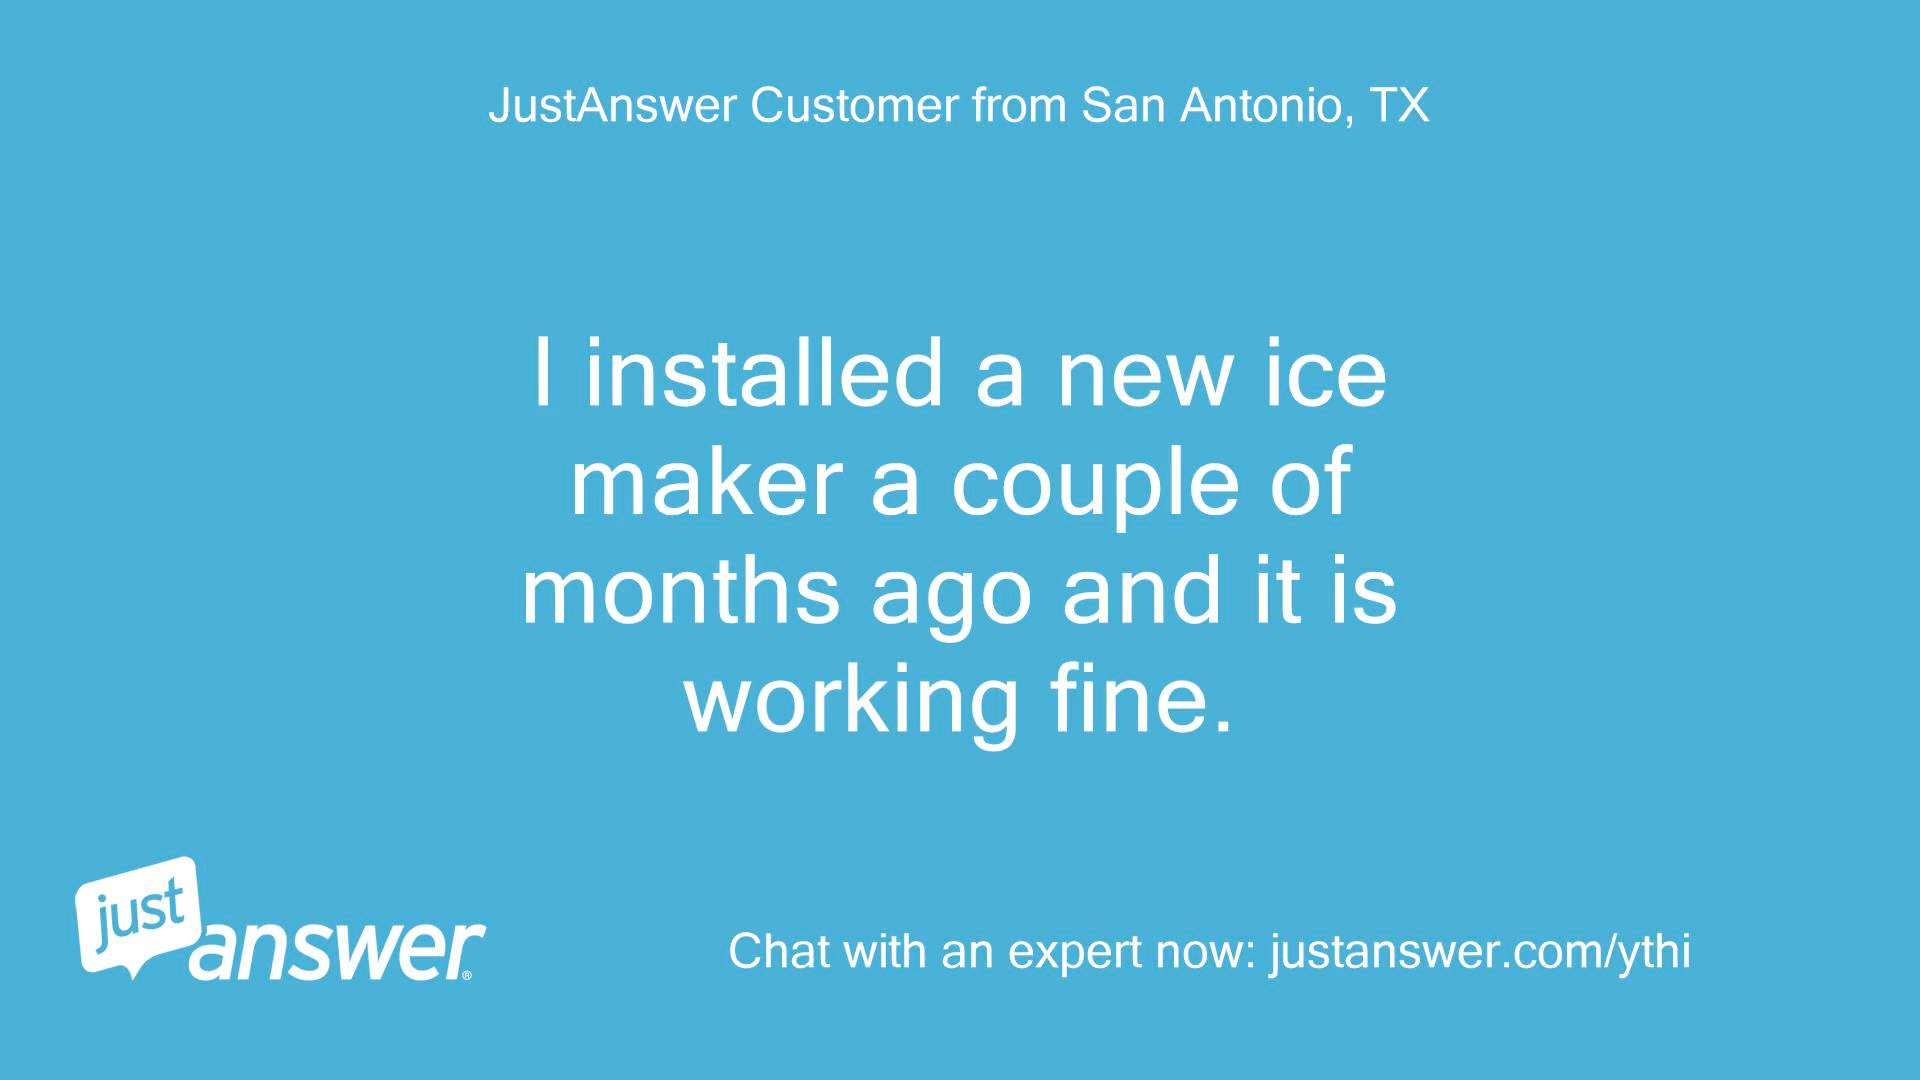 JustAnswer Customer from San Antonio, TX
I installed a new ice
maker a couple of
months ago and it is
working fine.
just
answer®
Chat with an expert now: justanswer.com/ythi